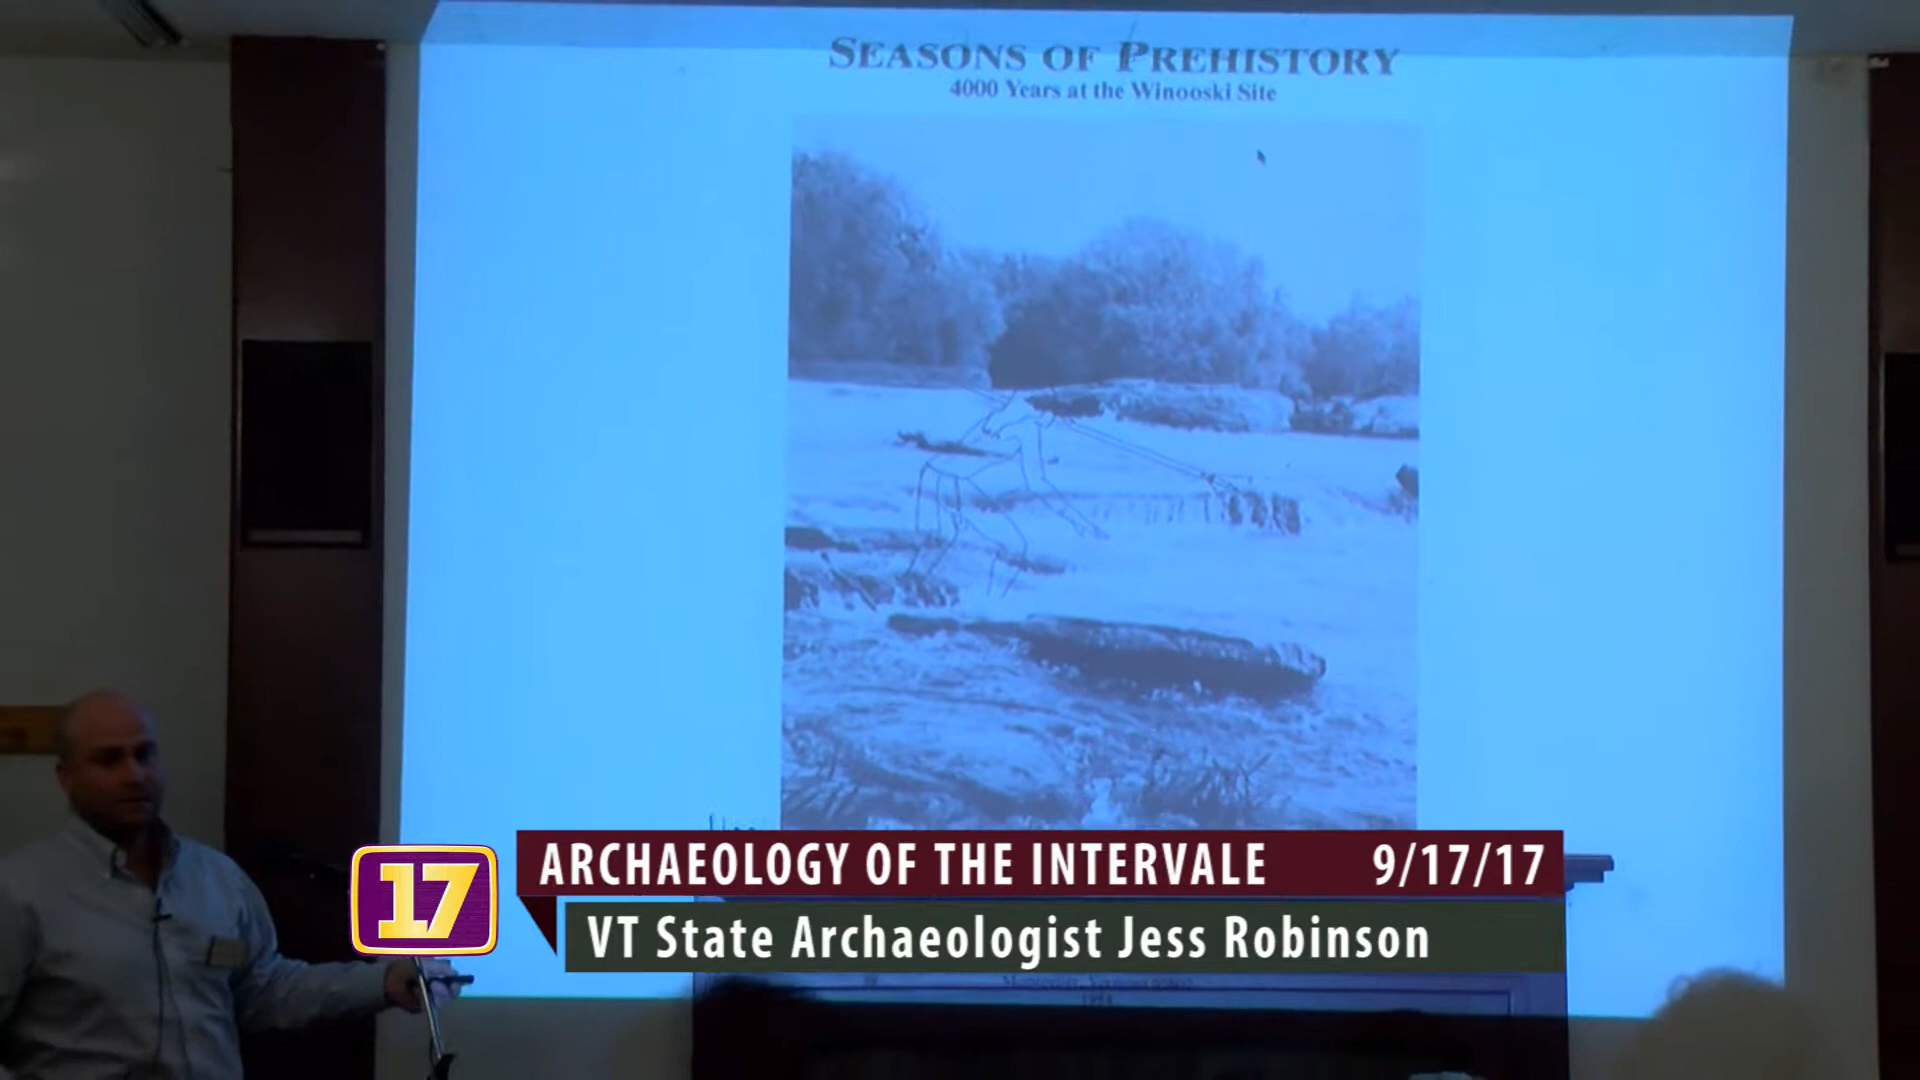 SEASONS OF PREHISTORY
4000 Years at the Winooski Site
17
ARCHAEOLOGY OF THE INTERVALE 9/17/17
VT State Archaeologist Jess Robinson